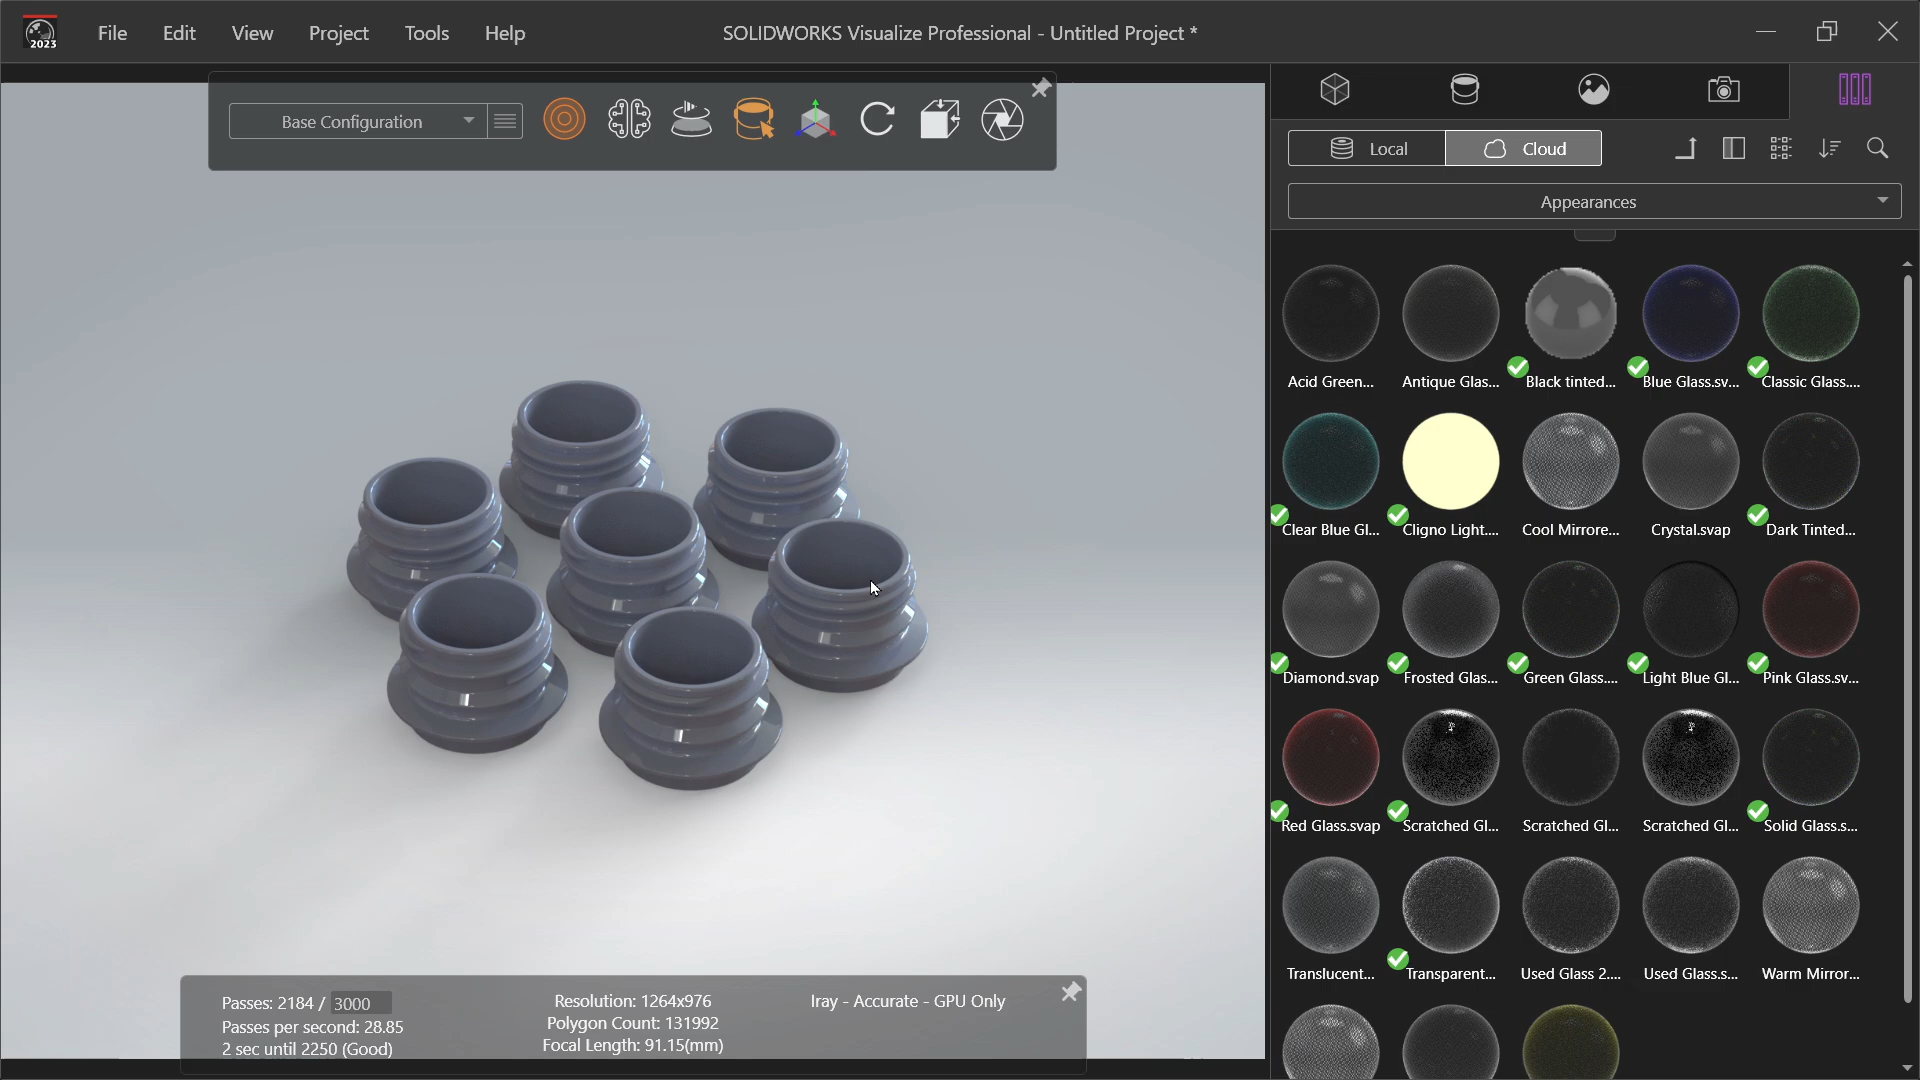 2023 File Edit View Project Tools Help SOLIDWORKS Visualize Professional - Untitled Project *
Base Configuration
Local Cloud
Appearances
Acid Green... Antique Glas... Black tinted... Blue Glass.sv... Classic Glass....
Clear Blue Gl... Cligno Light.... Cool Mirrore... Crystal.svap Dark Tinted...
Diamond.svap Frosted Glas... Green Glass.... Light Blue Gl... Pink Glass.sv...
Red Glass.svap Scratched Gl... Scratched Gl... Scratched Gl... Solid Glass.s...
Translucent... Transparent... Used Glass 2.... Used Glass.s... Warm Mirror...
Passes: 2184 / 3000
Passes per second: 28.85
2 sec until 2250 (Good)
Resolution: 1264x976
Polygon Count: 131992
Focal Length: 91.15(mm)
Iray - Accurate - GPU Only